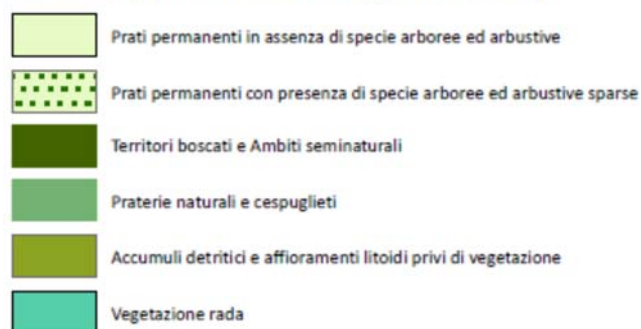 Prati permanenti in assenza di specie arboree ed arbustive
Prati permanenti con presenza di specie arboree ed arbustive sparse
Territori boscati e Ambiti seminaturali
Praterie naturali e cespuglieti
Accumuli detritici e affioramenti litoidi privi di vegetazione
Vegetazione rada